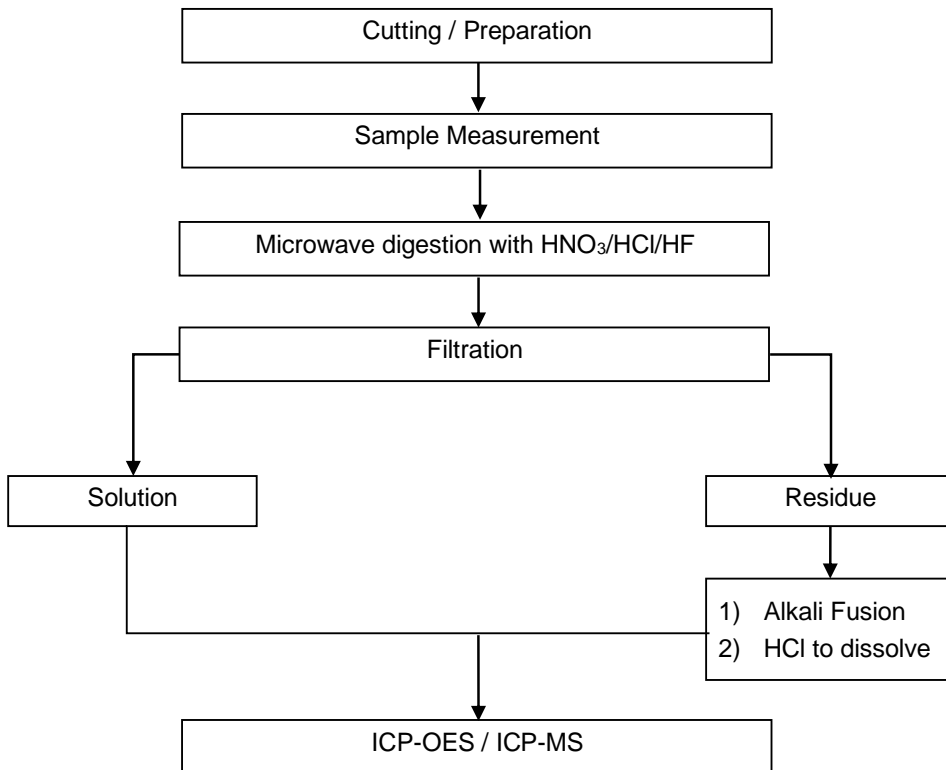 Cutting / Preparation
Sample Measurement
Microwave digestion with HNO₃/HCl/HF
Filtration
Solution
Residue
1) Alkali Fusion
2) HCl to dissolve
ICP-OES / ICP-MS